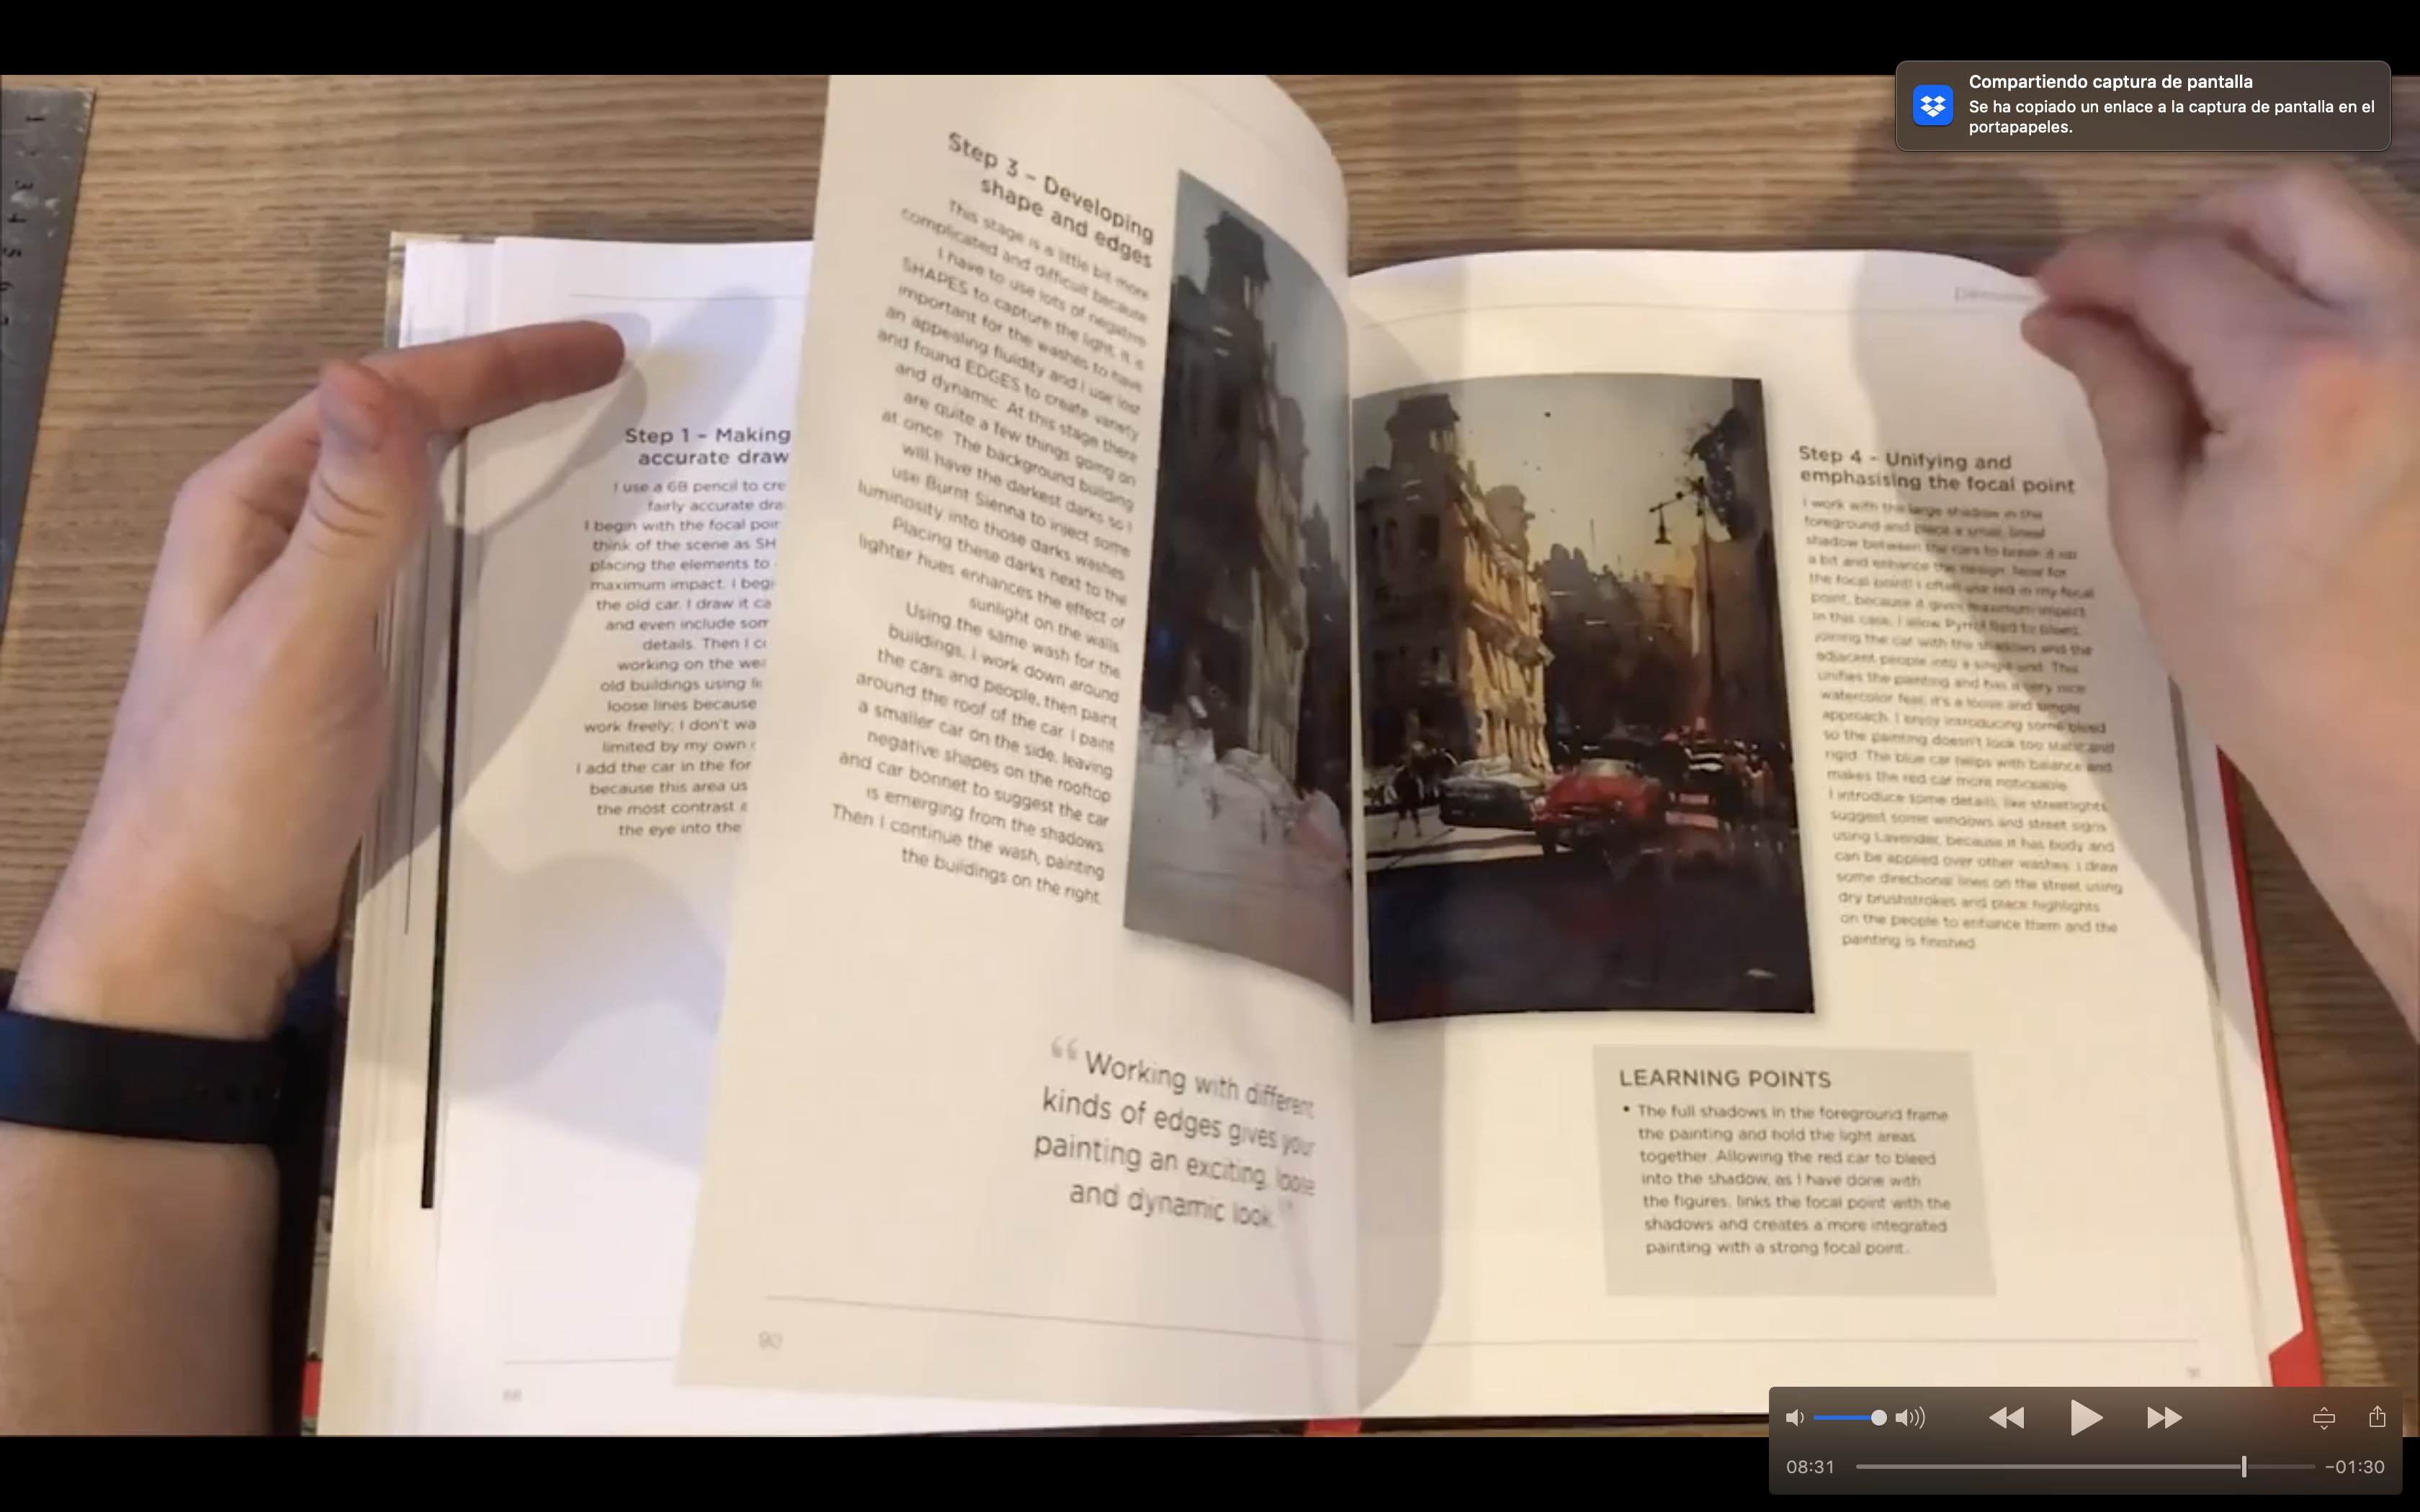 Compartiendo captura de pantalla
Se ha copiado un enlace a la captura de pantalla en el
portapapeles.
Step 1 – Making
accurate draw
I use a 6B pencil to cre
fairly accurate dra
I begin with the focal poin
think of the scene as SH
placing the elements to
maximum impact. I begi
the old car. I draw it ca
and even include som
details. Then I co
working on the wes
old buildings using li
loose lines because
work freely; I don't wa
limited by my own
I add the car in the for
because this area us
the most contrast a
the eye into the
Step 3 – Developing
shape and edges
This stage is a little bit more
complicated and difficult because
I have to use lots of negative
SHAPES to capture the light. It is
important for the washes to have
an appealing fluidity and I use lost
and found EDGES to create variety
and dynamic. At this stage there
are quite a few things going on
at once. The background building
will have the darkest darks so I
use Burnt Sienna to inject some
luminosity into those darks washes
Placing these darks next to the
lighter hues enhances the effect of
sunlight on the walls.
Using the same wash for the
buildings, I work down around
the cars and people, then paint
around the roof of the car. I paint
a smaller car on the side, leaving
negative shapes on the rooftop
and car bonnet to suggest the car
is emerging from the shadows.
Then I continue the wash, painting
the buildings on the right.
“ Working with different
kinds of edges gives your
painting an exciting, loose
and dynamic look. ”
90
Step 4 – Unifying and
emphasising the focal point
I work with the large shadow in the
foreground and place a small, lineal
shadow between the cars to break it up
a bit and enhance the design. Now for
the focal point! I often use red in my focal
point, because it gives maximum impact.
In this case, I allow Pyrrol Red to bleed,
joining the car with the shadows and the
adjacent people into a single unit. This
unifies the painting and has a very nice
watercolor feel; it's a loose and simple
approach. I enjoy introducing some bleed
so the painting doesn't look too static and
rigid. The blue car helps with balance and
makes the red car more noticeable.
I introduce some details, like streetlights,
suggest some windows and street signs
using Lavender, because it has body and
can be applied over other washes. I draw
some directional lines on the street using
dry brushstrokes and place highlights
on the people to enhance them and the
painting is finished.
LEARNING POINTS
• The full shadows in the foreground frame
the painting and hold the light areas
together. Allowing the red car to bleed
into the shadow, as I have done with
the figures, links the focal point with the
shadows and creates a more integrated
painting with a strong focal point.
08:31
−01:30